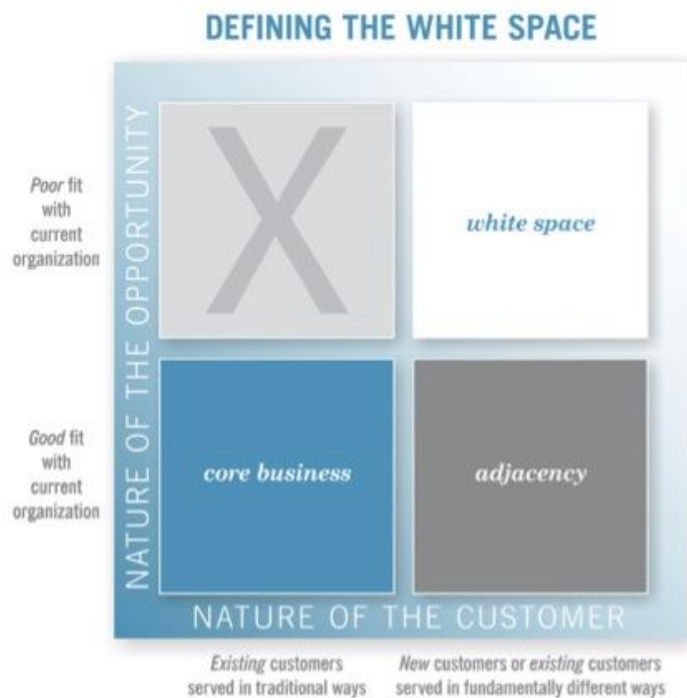 DEFINING THE WHITE SPACE
NATURE OF THE OPPORTUNITY
Poor fit
with
current
organization
X
white space
Good fit
with
current
organization
core business
adjacency
NATURE OF THE CUSTOMER
Existing customers
served in traditional ways
New customers or existing customers
served in fundamentally different ways